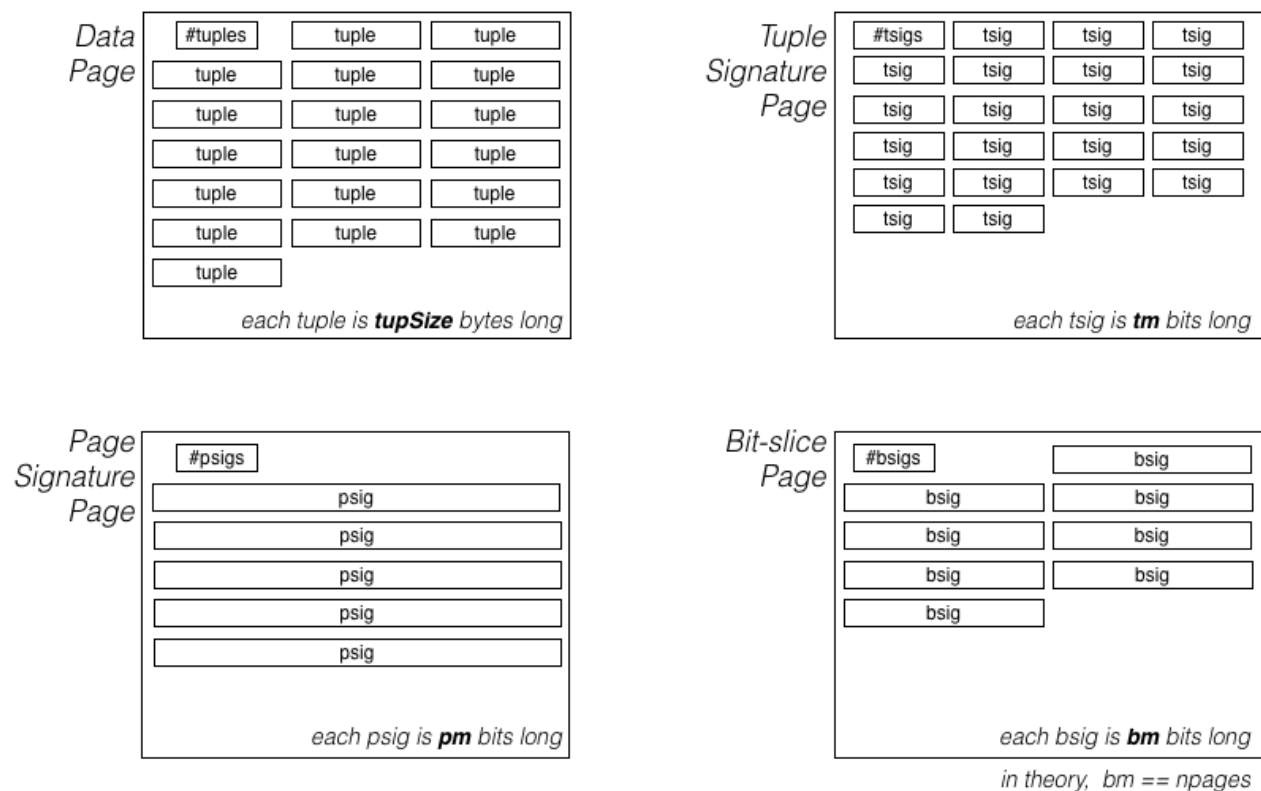 Data
Page
#tuples tuple tuple
tuple tuple tuple
tuple tuple tuple
tuple tuple tuple
tuple tuple tuple
tuple tuple tuple
tuple
each tuple is tupSize bytes long
Tuple
Signature
Page
#tsigs tsig tsig tsig
tsig tsig tsig tsig
tsig tsig tsig tsig
tsig tsig tsig tsig
tsig tsig tsig tsig
tsig tsig
each tsig is tm bits long
Page
Signature
Page
#psigs
psig
psig
psig
psig
psig
each psig is pm bits long
Bit-slice
Page
#bsigs bsig
bsig bsig
bsig bsig
bsig bsig
bsig
each bsig is bm bits long
in theory, bm == npages